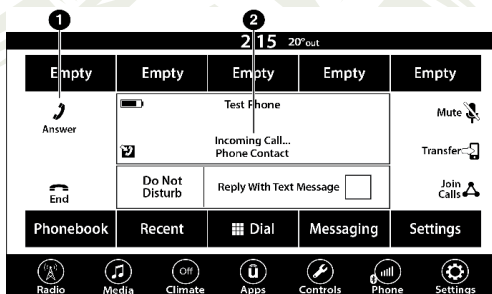 1 2
2 15 20°out
Empty Empty Empty Empty Empty
Answer
Test Phone
Mute
Incoming Call...
Phone Contact
Transfer
End
Do Not
Disturb
Reply With Text Message
Join
Calls
Phonebook Recent Dial Messaging Settings
Off
ū
Radio Media Climate Apps Controls Phone Settings